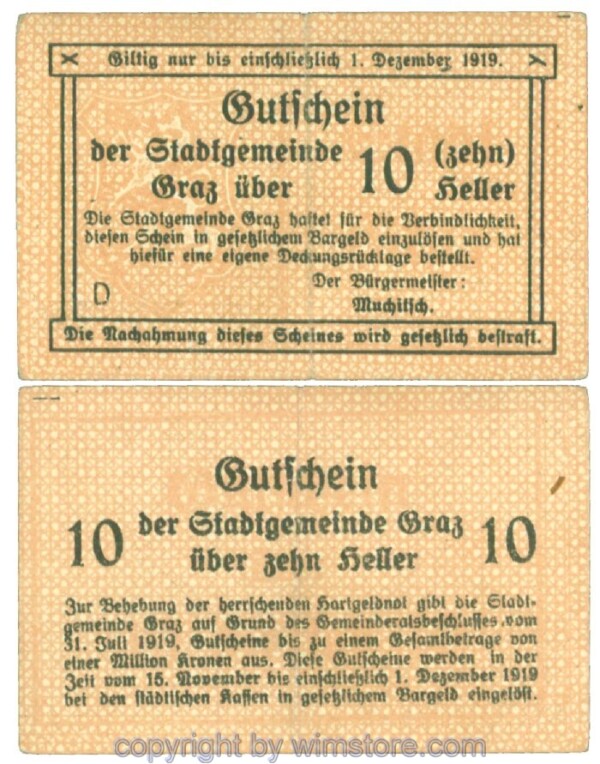 Giltig nur bis einschließlich 1. Dezember 1919.
Gutschein
der Stadtgemeinde 10 (zehn)
Graz über Heller
Die Stadtgemeinde Graz haftet für die Verbindlichkeit,
diesen Schein in gesetzlichem Bargeld einzulösen und hat
hiefür eine eigene Deckungsrücklage bestellt.
Der Bürgermeister:
D
Muchitsch.
Die Nachahmung dieses Scheines wird gesetzlich bestraft.
Gutschein
10 der Stadtgemeinde Graz 10
über zehn Heller
Zur Behebung der herrschenden Hartgeldnot gibt die Stadt-
gemeinde Graz auf Grund des Gemeinderatsbeschlusses vom
31. Juli 1919, Gutscheine bis zu einem Gesamtbetrage von
einer Million Kronen aus. Diese Gutscheine werden in der
Zeit vom 15. November bis einschließlich 1. Dezember 1919
bei den städtischen Kassen in gesetzlichem Bargeld eingelöst.
copyright by wimstore.com